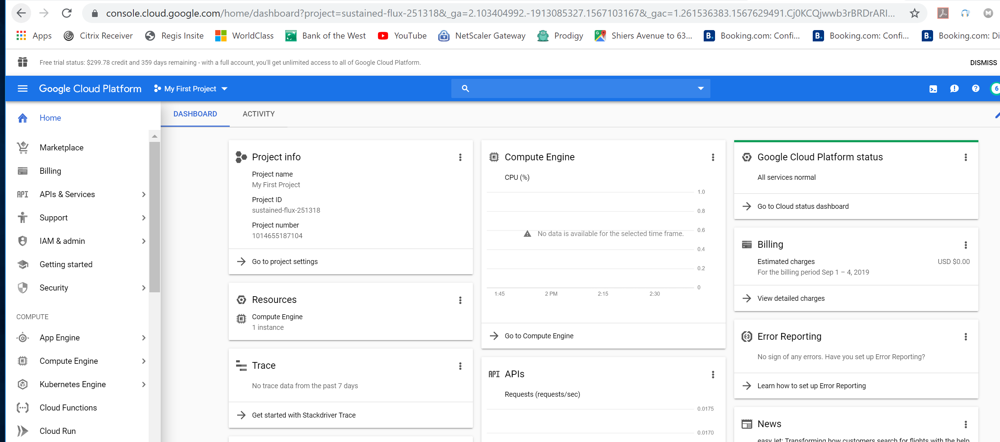 console.cloud.google.com/home/dashboard?project=sustained-flux-251318&_ga=2.103404992.-1913085327.1567103167&_gac=1.261536383.1567629491.Cj0KCQjwwb3rBRDrARI...
Apps Citrix Receiver Regis Insite WorldClass Bank of the West YouTube NetScaler Gateway Prodigy Shiers Avenue to 63... Booking.com: Confi... Booking.com: Confi... Booking.com: Di
Free trial status: $299.78 credit and 359 days remaining - with a full account, you'll get unlimited access to all of Google Cloud Platform. DISMISS
Google Cloud Platform My First Project 6
Home
Marketplace
Billing
API APIs & Services
Support
IAM & admin
Getting started
Security
COMPUTE
App Engine
Compute Engine
Kubernetes Engine
Cloud Functions
Cloud Run
DASHBOARD ACTIVITY
Project info
Project name
My First Project
Project ID
sustained-flux-251318
Project number
1014655187104
Go to project settings
Resources
Compute Engine
1 instance
Trace
No trace data from the past 7 days
Get started with Stackdriver Trace
Compute Engine
CPU (%)
1.0
0.8
No data is available for the selected time frame.
0.6
0.4
0.2
0
1:45 2 PM 2:15 2:30
Go to Compute Engine
API APIs
Requests (requests/sec)
0.0175
0.0170
Google Cloud Platform status
All services normal
Go to Cloud status dashboard
Billing
Estimated charges USD $0.00
For the billing period Sep 1 – 4, 2019
View detailed charges
Error Reporting
No sign of any errors. Have you set up Error Reporting?
Learn how to set up Error Reporting
News
easyJet: Transforming how customers search for flights with the help